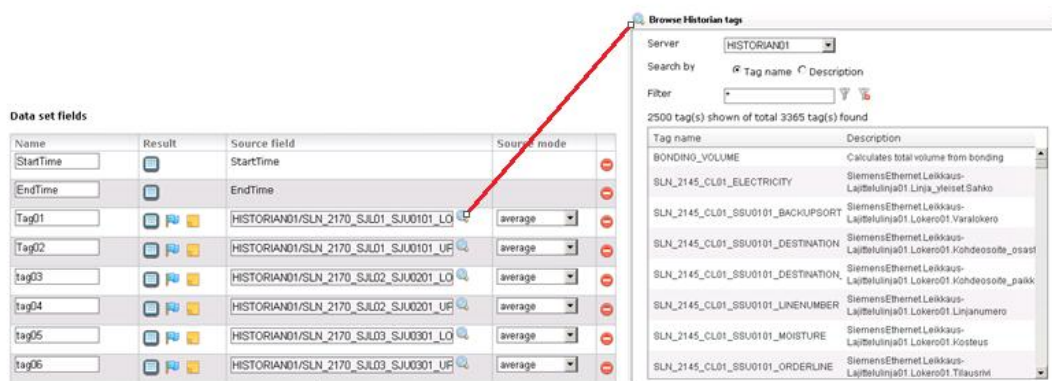 Data set fields
Name Result Source field Source mode
StartTime StartTime
EndTime EndTime
Tag01 HISTORIAN01/SLN_2170_SJL01_SJU0101_LO average
Tag02 HISTORIAN01/SLN_2170_SJL01_SJU0101_UP average
tag03 HISTORIAN01/SLN_2170_SJL02_SJU0201_LO average
tag04 HISTORIAN01/SLN_2170_SJL02_SJU0201_UP average
tag05 HISTORIAN01/SLN_2170_SJL03_SJU0301_LO average
tag06 HISTORIAN01/SLN_2170_SJL03_SJU0301_UP average
Browse Historian tags
Server HISTORIAN01
Search by Tag name Description
Filter *
2500 tag(s) shown of total 3365 tag(s) found
Tag name Description
BONDING_VOLUME Calculates total volume from bonding
SLN_2145_CL01_ELECTRICITY SiemensEthernet.Leikkaus-
Lajittelulinja01.Linja_yleiset.Sahko
SLN_2145_CL01_SSU0101_BACKUPSORT SiemensEthernet.Leikkaus-
Lajittelulinja01.Lokero01.Varalokero
SLN_2145_CL01_SSU0101_DESTINATION SiemensEthernet.Leikkaus-
Lajittelulinja01.Lokero01.Kohdeosoite_osast
SLN_2145_CL01_SSU0101_DESTINATION_ SiemensEthernet.Leikkaus-
Lajittelulinja01.Lokero01.Kohdeosoite_paikk
SLN_2145_CL01_SSU0101_LINENUMBER SiemensEthernet.Leikkaus-
Lajittelulinja01.Lokero01.Linjanumero
SLN_2145_CL01_SSU0101_MOISTURE SiemensEthernet.Leikkaus-
Lajittelulinja01.Lokero01.Kosteus
SLN_2145_CL01_SSU0101_ORDERLINE SiemensEthernet.Leikkaus-
Lajittelulinja01.Lokero01.Tilausrivi